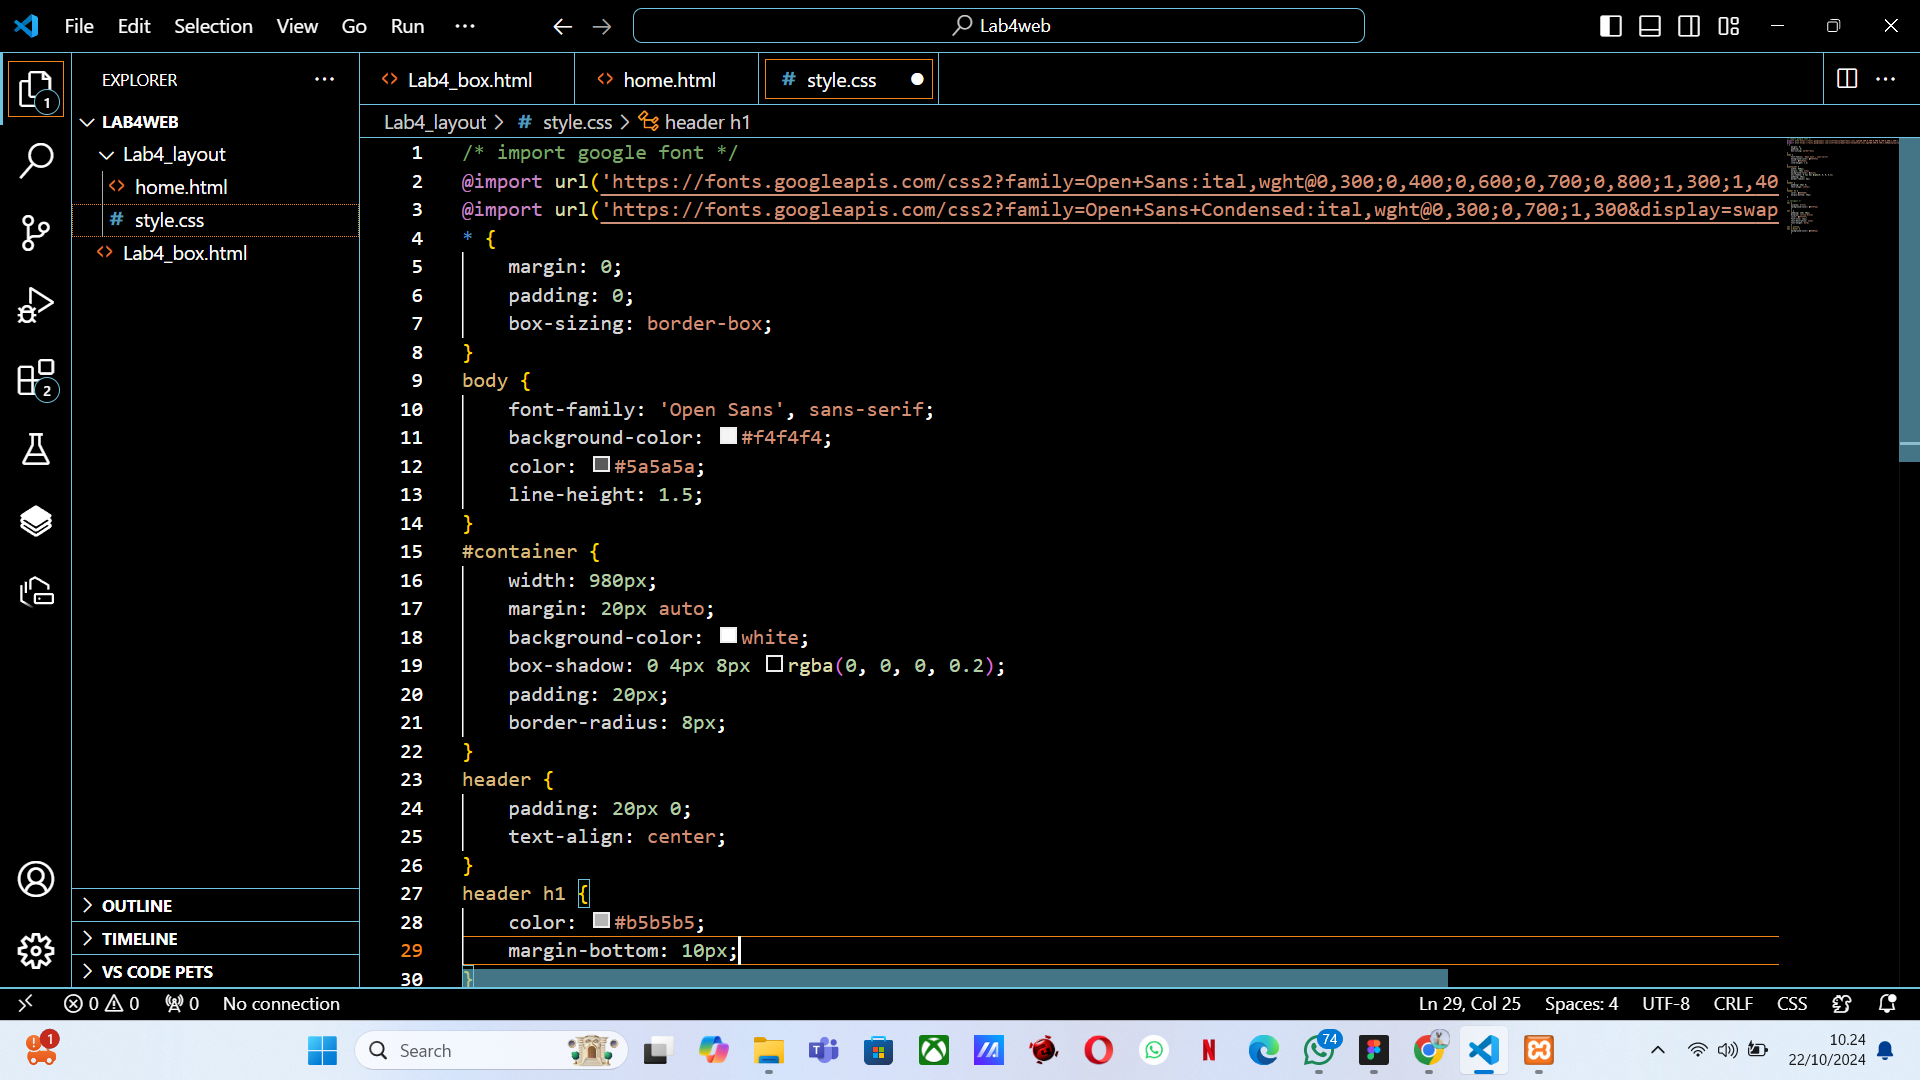 File Edit Selection View Go Run ··· Lab4web
EXPLORER ···
1
LAB4WEB
Lab4_layout
<> home.html
# style.css
<> Lab4_box.html
2
OUTLINE
TIMELINE
VS CODE PETS
<> Lab4_box.html <> home.html # style.css ●
Lab4_layout > # style.css > header h1
1 /* import google font */
2 @import url('https://fonts.googleapis.com/css2?family=Open+Sans:ital,wght@0,300;0,400;0,600;0,700;0,800;1,300;1,40
3 @import url('https://fonts.googleapis.com/css2?family=Open+Sans+Condensed:ital,wght@0,300;0,700;1,300&display=swap
4 * {
5 margin: 0;
6 padding: 0;
7 box-sizing: border-box;
8 }
9 body {
10 font-family: 'Open Sans', sans-serif;
11 background-color: #f4f4f4;
12 color: #5a5a5a;
13 line-height: 1.5;
14 }
15 #container {
16 width: 980px;
17 margin: 20px auto;
18 background-color: white;
19 box-shadow: 0 4px 8px rgba(0, 0, 0, 0.2);
20 padding: 20px;
21 border-radius: 8px;
22 }
23 header {
24 padding: 20px 0;
25 text-align: center;
26 }
27 header h1 {
28 color: #b5b5b5;
29 margin-bottom: 10px;
30 }
0 0 0 No connection Ln 29, Col 25 Spaces: 4 UTF-8 CRLF CSS
1 Search 74 10.24
22/10/2024